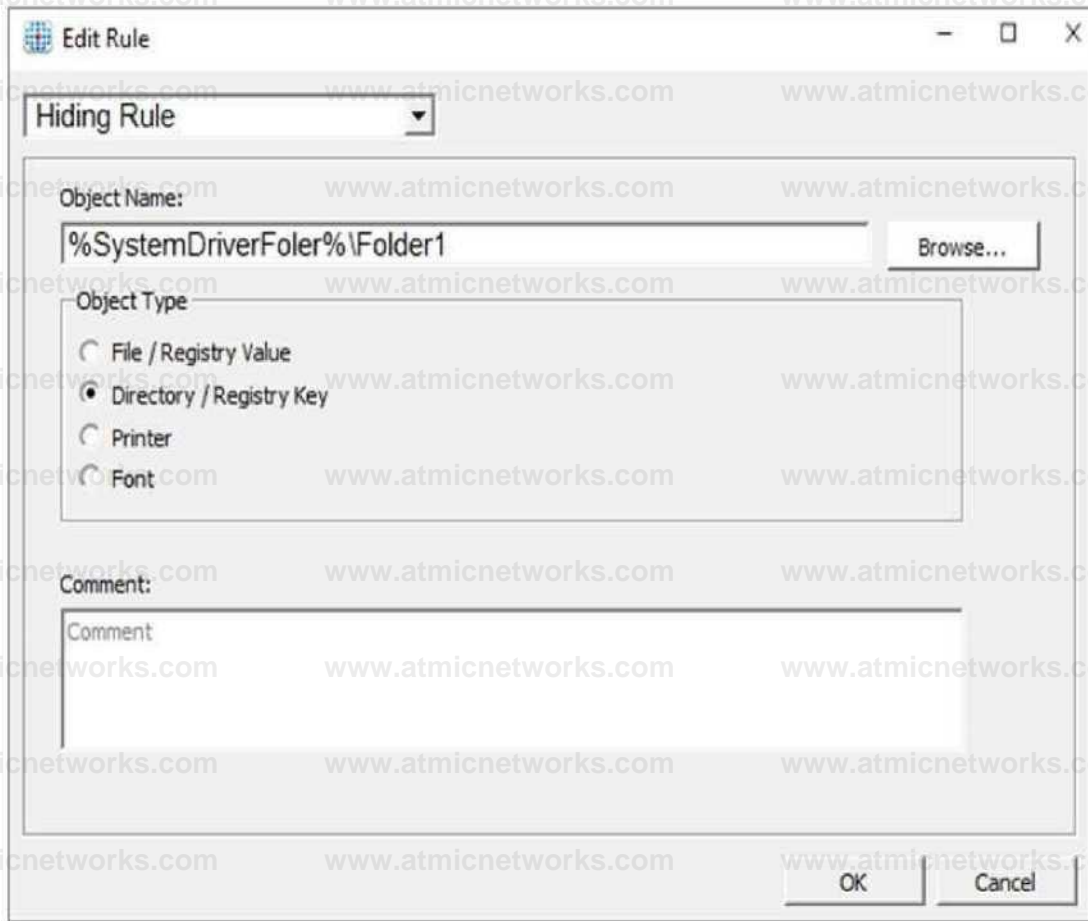 Edit Rule
Hiding Rule
Object Name:
%SystemDriverFoler%\Folder1
Browse...
Object Type
File / Registry Value
Directory / Registry Key
Printer
Font
Comment:
Comment
OK
Cancel
www.atmicnetworks.com